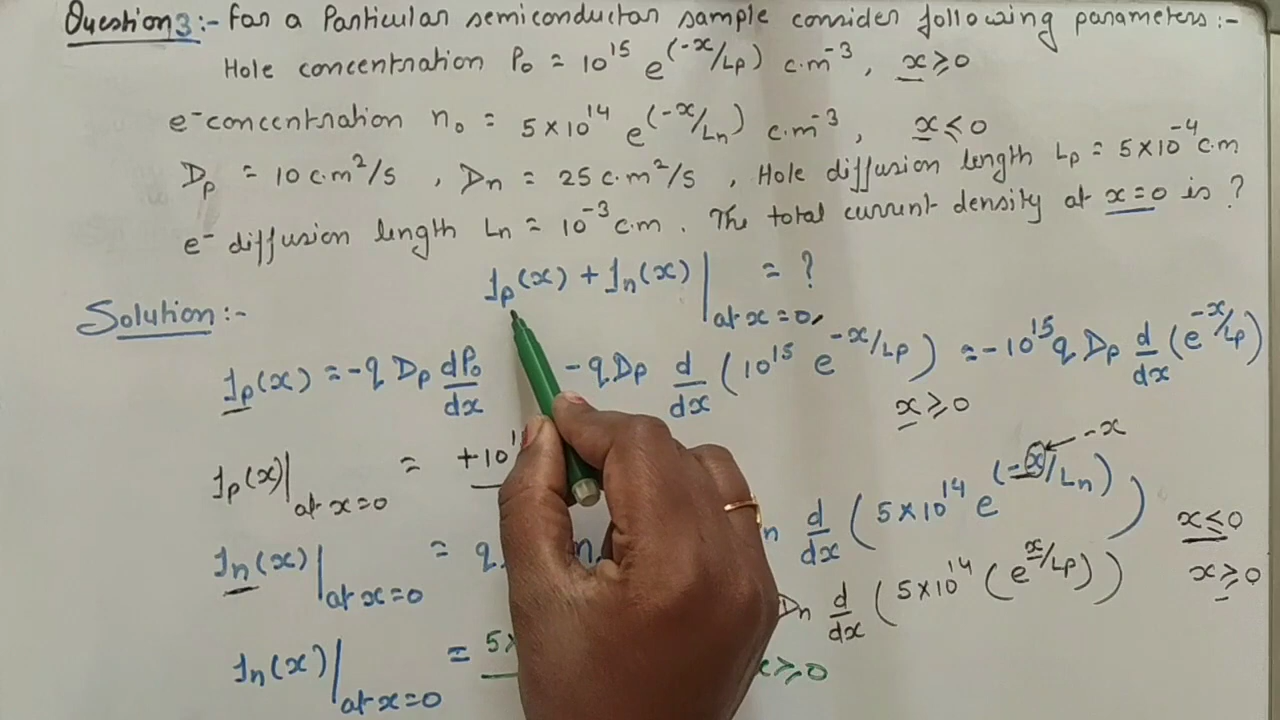 Question 3:- For a Particular semiconductor sample consider following parameters:-
Hole concentration P₀ = 10¹⁵ e^(-x/Lp) c.m⁻³, x ≥ 0
e⁻concentration n₀ = 5×10¹⁴ e^(-x/Ln) c.m⁻³, x ≤ 0
Dp = 10 c.m²/s, Dn = 25 c.m²/s, Hole diffusion length Lp = 5×10⁻⁴ c.m
e⁻ diffusion length Ln = 10⁻³ c.m. The total current density at x=0 is ?
Jp(x) + Jn(x)| at x=0, = ?
Solution:-
Jp(x) = -q Dp dP₀/dx - q Dp d/dx (10¹⁵ e^(-x/Lp)) = -10¹⁵ q Dp d/dx (e^(-x/Lp))
x ≥ 0
Jp(x)| at x=0 = +10
Jn(x)| at x=0 = q n d/dx (5×10¹⁴ e^(-x/Ln)) x ≤ 0
← -x
Dn d/dx (5×10¹⁴ (e^(x/Lp))) x ≥ 0
Jn(x)| at x=0 = 5× x ≥, 0